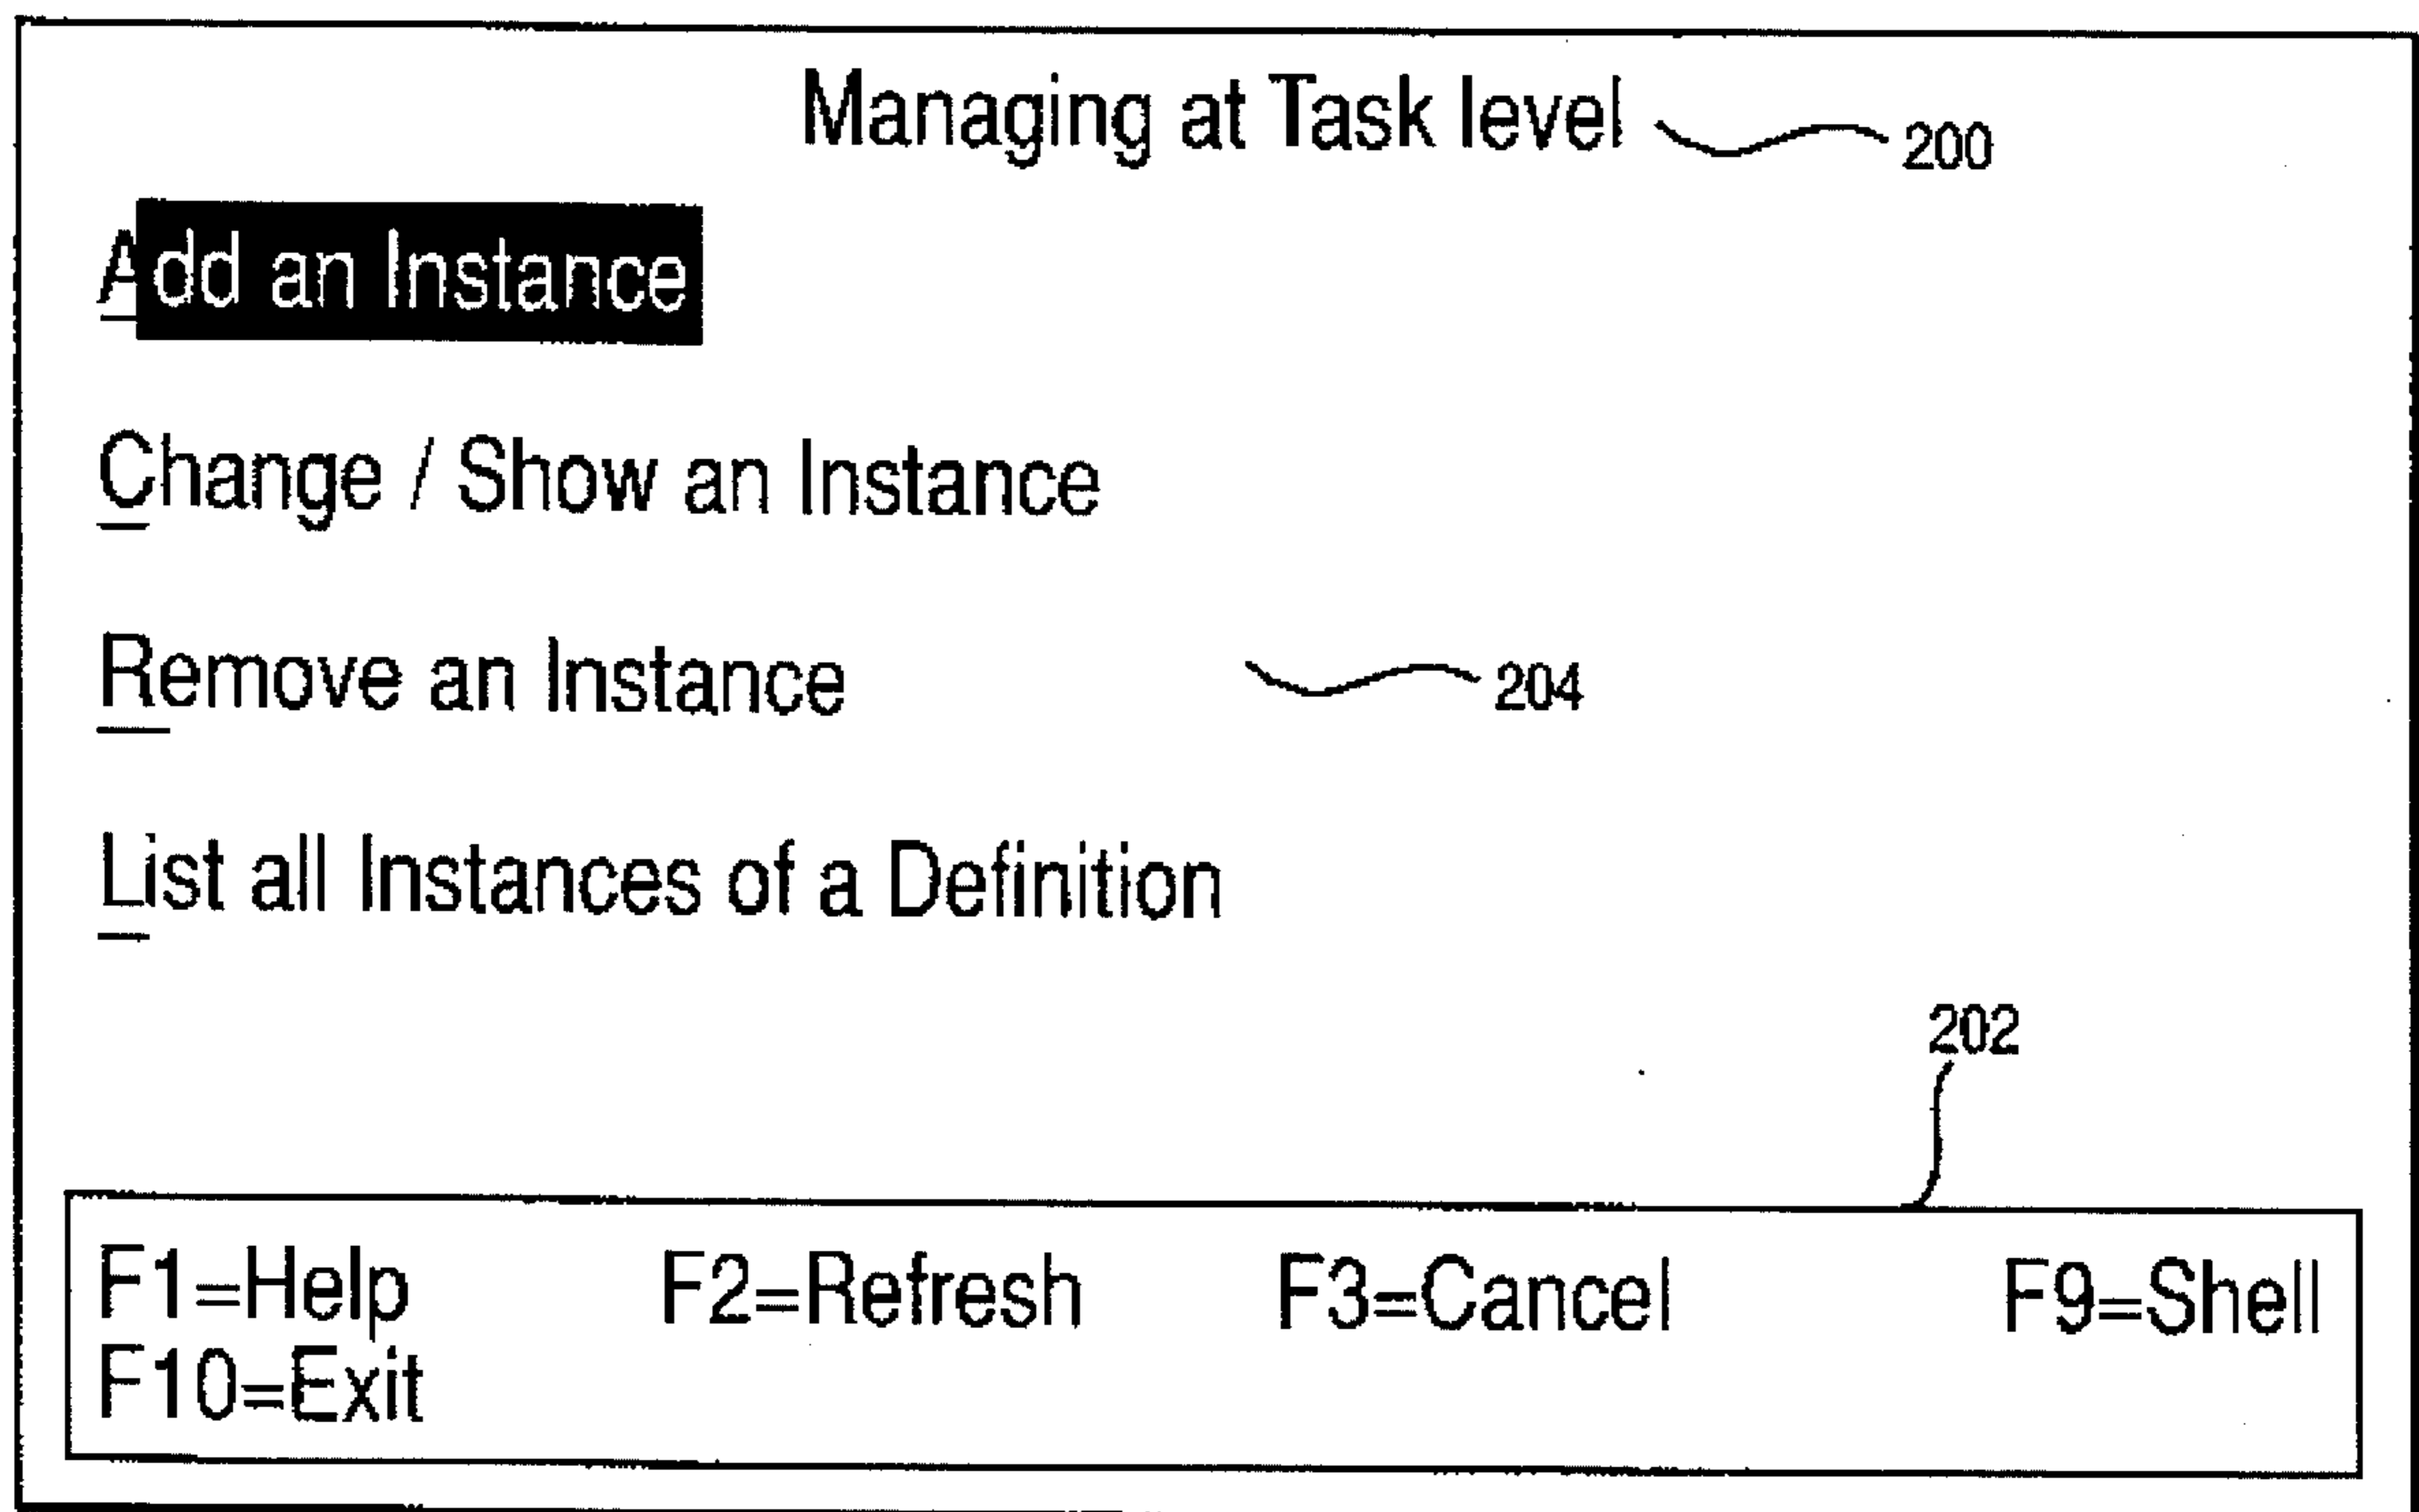 Managing at Task level 200
Add an Instance
Change / Show an Instance
Remove an Instance 204
List all Instances of a Definition
202
F1=Help F2=Refresh F3=Cancel F9=Shell
F10=Exit